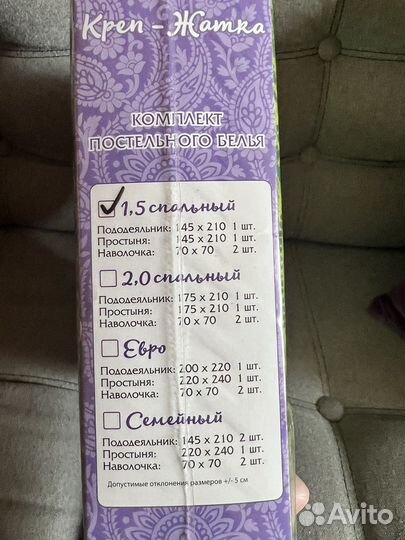 Креп - Жатка
КОМПЛЕКТ
ПОСТЕЛЬНОГО БЕЛЬЯ
1,5 спальный
Пододеяльник: 145 х 210 1 шт.
Простыня: 145 х 210 1 шт.
Наволочка: 70 х 70 2 шт.
2,0 спальный
Пододеяльник: 175 х 210 1 шт.
Простыня: 175 х 210 1 шт.
Наволочка: 70 х 70 2 шт.
Евро
Пододеяльник: 200 х 220 1 шт.
Простыня: 220 х 240 1 шт.
Наволочка: 70 х 70 2 шт.
Семейный
Пододеяльник: 145 х 210 2 шт.
Простыня: 220 х 240 1 шт.
Наволочка: 70 х 70 2 шт.
Допустимые отклонения размеров +/- 5 см
Avito